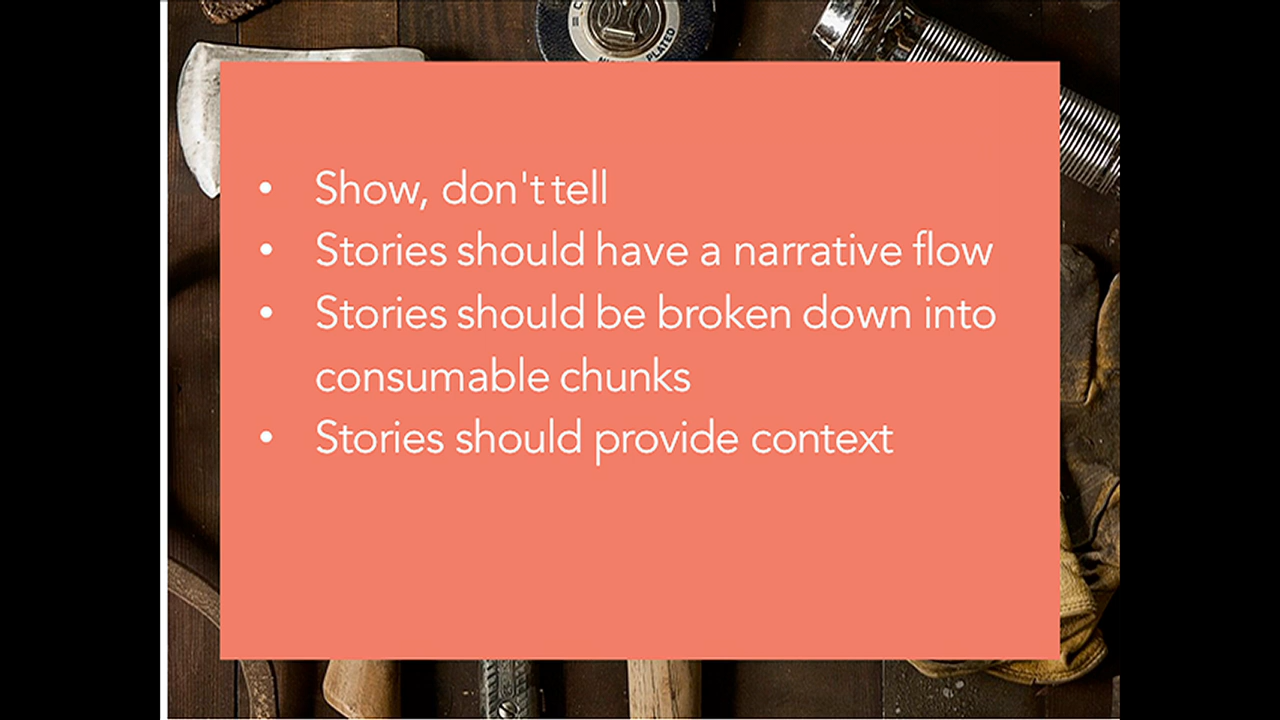 PLATED
• Show, don't tell
• Stories should have a narrative flow
• Stories should be broken down into
consumable chunks
• Stories should provide context